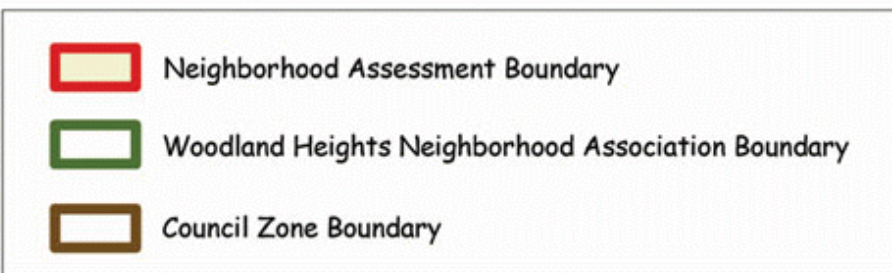 Neighborhood Assessment Boundary
Woodland Heights Neighborhood Association Boundary
Council Zone Boundary